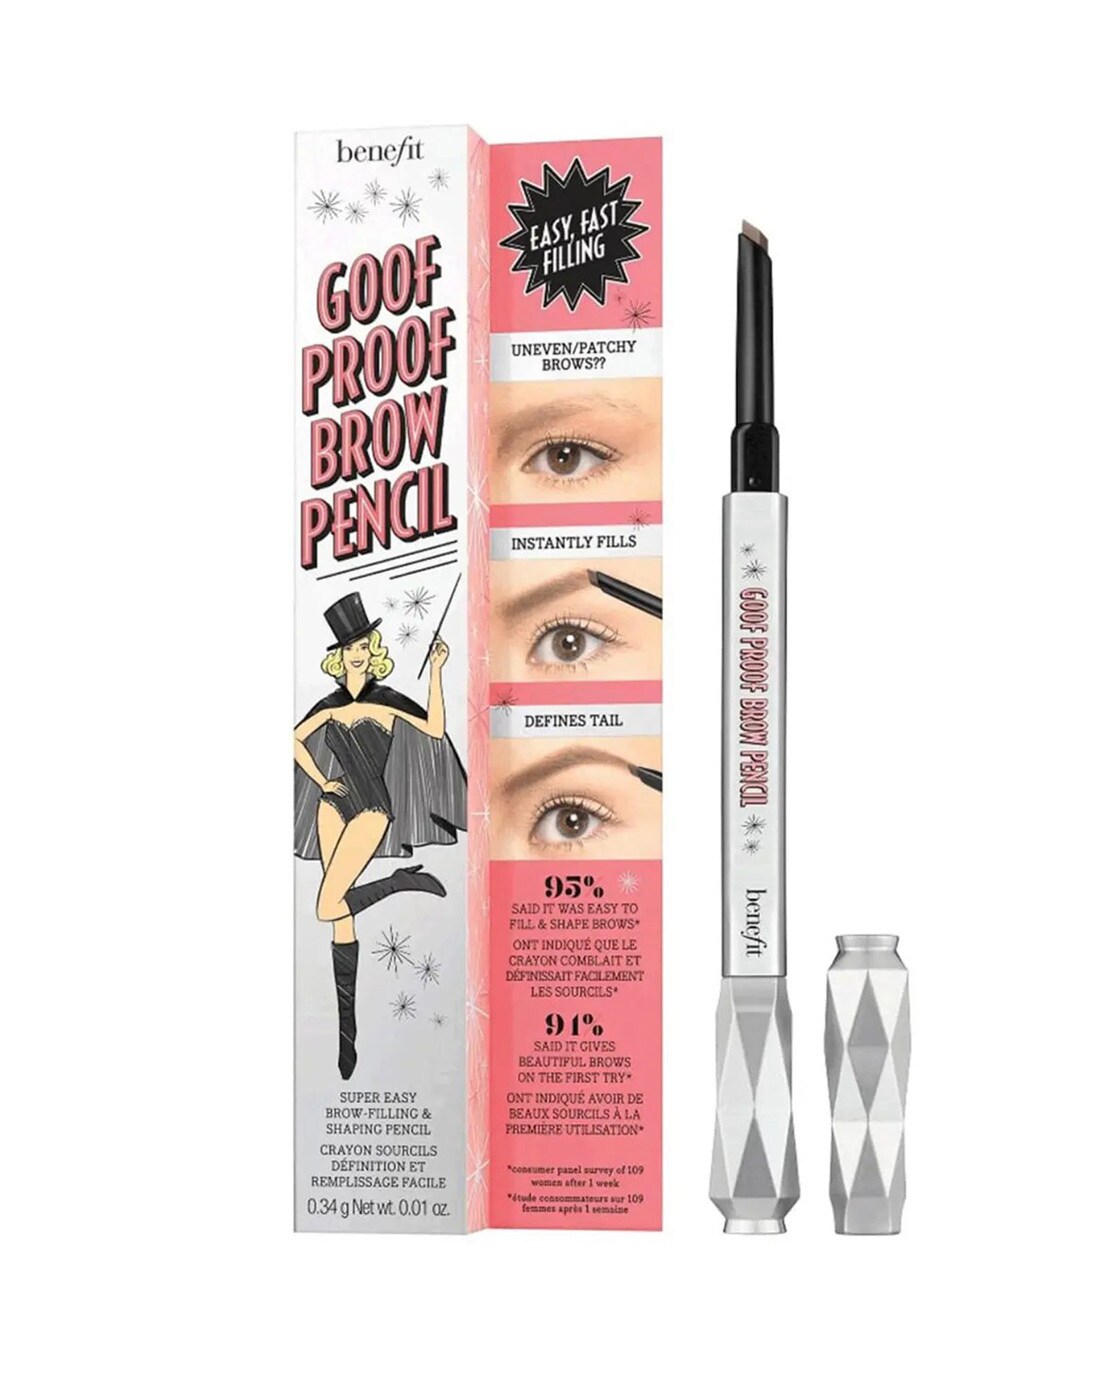 benefit
GOOF
PROOF
BROW
PENCIL
SUPER EASY
BROW-FILLING &
SHAPING PENCIL
CRAYON SOURCILS
DÉFINITION ET
REMPLISSAGE FACILE
0.34 g Net wt. 0.01 oz.
EASY, FAST
FILLING
UNEVEN/PATCHY
BROWS??
INSTANTLY FILLS
DEFINES TAIL
95%
SAID IT WAS EASY TO
FILL & SHAPE BROWS*
ONT INDIQUÉ QUE LE
CRAYON COMBLAIT ET
DÉFINISSAIT FACILEMENT
LES SOURCILS*
91%
SAID IT GIVES
BEAUTIFUL BROWS
ON THE FIRST TRY*
ONT INDIQUÉ AVOIR DE
BEAUX SOURCILS À LA
PREMIÈRE UTILISATION*
*consumer panel survey of 109
women after 1 week
*étude consommateurs sur 109
femmes après 1 semaine
GOOF PROOF BROW PENCIL
benefit